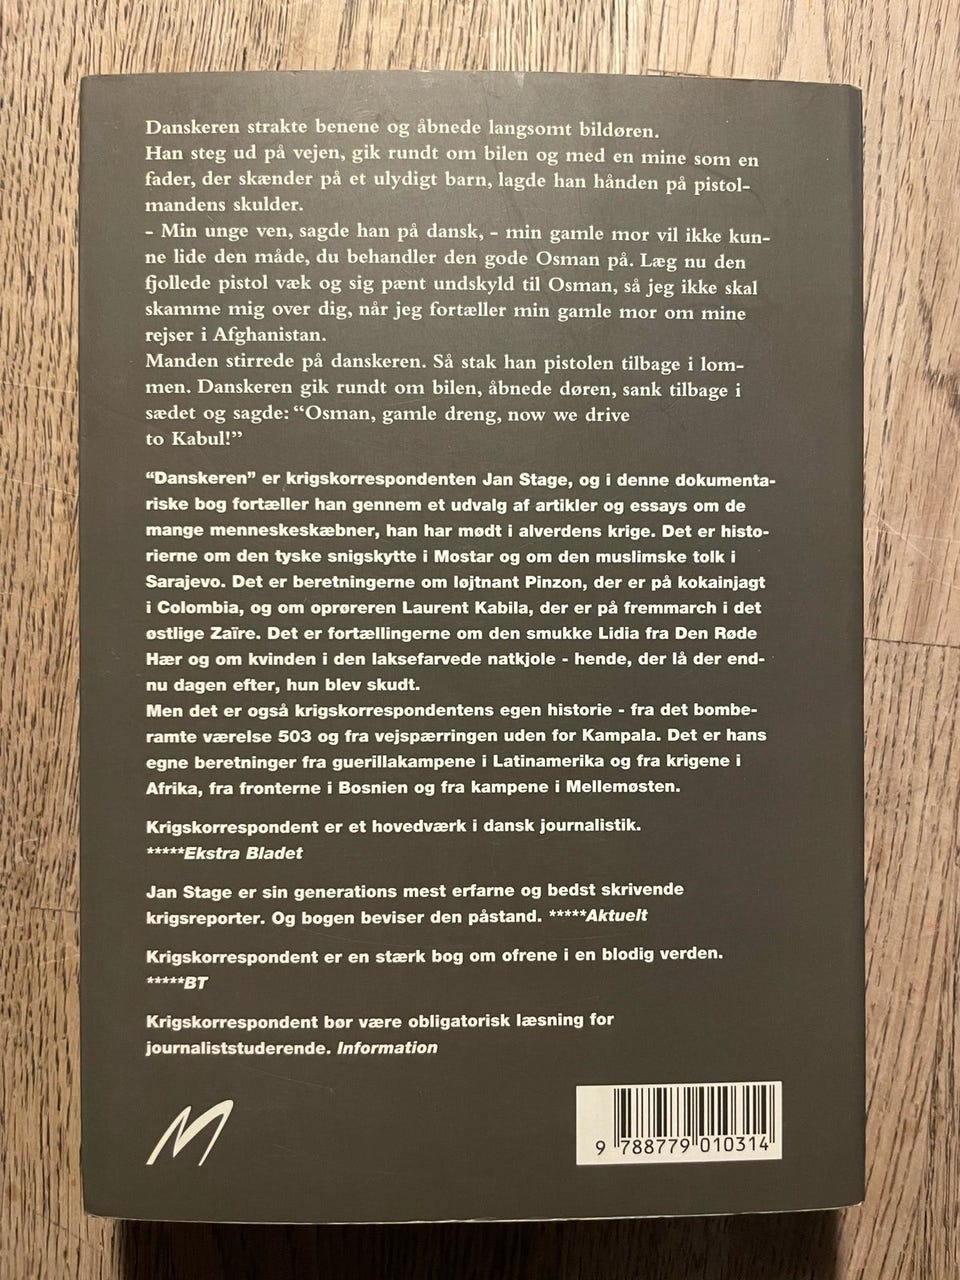 Danskeren strakte benene og åbnede langsomt bildøren.
Han steg ud på vejen, gik rundt om bilen og med en mine som en
fader, der skænder på et ulydigt barn, lagde han hånden på pistol-
mandens skulder.
- Min unge ven, sagde han på dansk, - min gamle mor vil ikke kun-
ne lide den måde, du behandler den gode Osman på. Læg nu den
fjollede pistol væk og sig pænt undskyld til Osman, så jeg ikke skal
skamme mig over dig, når jeg fortæller min gamle mor om mine
rejser i Afghanistan.
Manden stirrede på danskeren. Så stak han pistolen tilbage i lom-
men. Danskeren gik rundt om bilen, åbnede døren, sank tilbage i
sædet og sagde: “Osman, gamle dreng, now we drive
to Kabul!”
“Danskeren” er krigskorrespondenten Jan Stage, og i denne dokumenta-
riske bog fortæller han gennem et udvalg af artikler og essays om de
mange menneskeskæbner, han har mødt i alverdens krige. Det er histo-
rierne om den tyske snigskytte i Mostar og om den muslimske tolk i
Sarajevo. Det er beretningerne om løjtnant Pinzon, der er på kokainjagt
i Colombia, og om oprøreren Laurent Kabila, der er på fremmarch i det
østlige Zaïre. Det er fortællingerne om den smukke Lidia fra Den Røde
Hær og om kvinden i den laksefarvede natkjole - hende, der lå der end-
nu dagen efter, hun blev skudt.
Men det er også krigskorrespondentens egen historie - fra det bombe-
ramte værelse 503 og fra vejspærringen uden for Kampala. Det er hans
egne beretninger fra guerillakampene i Latinamerika og fra krigene i
Afrika, fra fronterne i Bosnien og fra kampene i Mellemøsten.
Krigskorrespondent er et hovedværk i dansk journalistik.
*****Ekstra Bladet
Jan Stage er sin generations mest erfarne og bedst skrivende
krigsreporter. Og bogen beviser den påstand. *****Aktuelt
Krigskorrespondent er en stærk bog om ofrene i en blodig verden.
*****BT
Krigskorrespondent bør være obligatorisk læsning for
journaliststuderende. Information
M
9 788779 010314